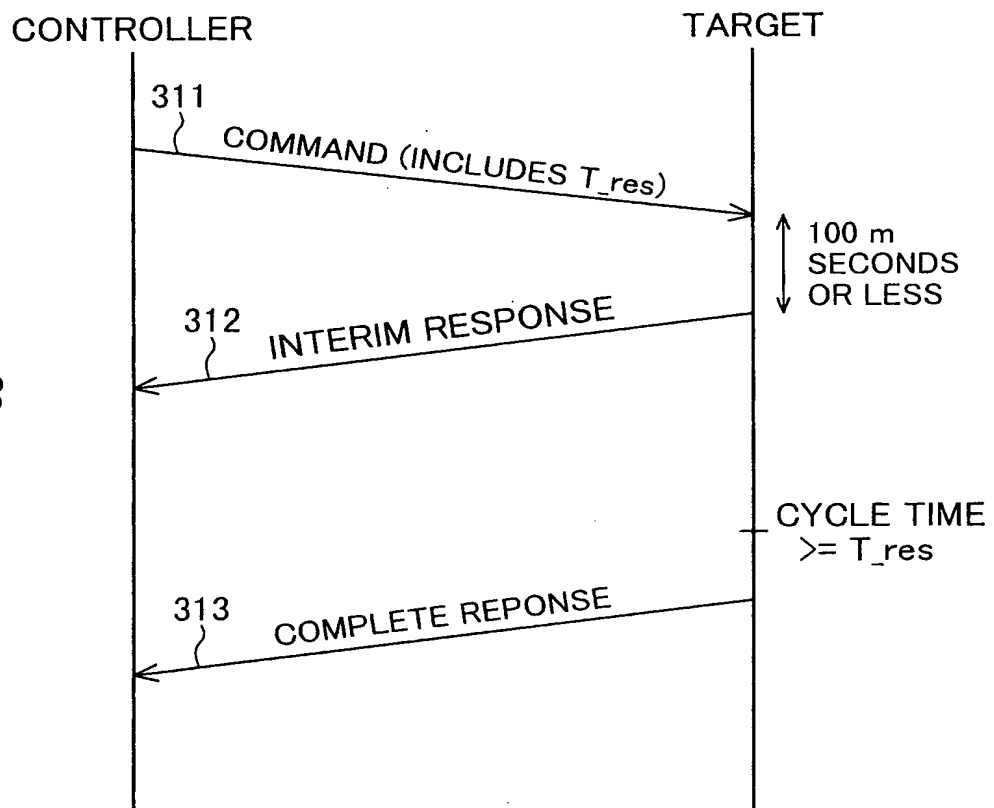 CONTROLLER
TARGET
311
COMMAND (INCLUDES T_res)
100 m
SECONDS
OR LESS
312
INTERIM RESPONSE
CYCLE TIME
>= T_res
313
COMPLETE REPONSE